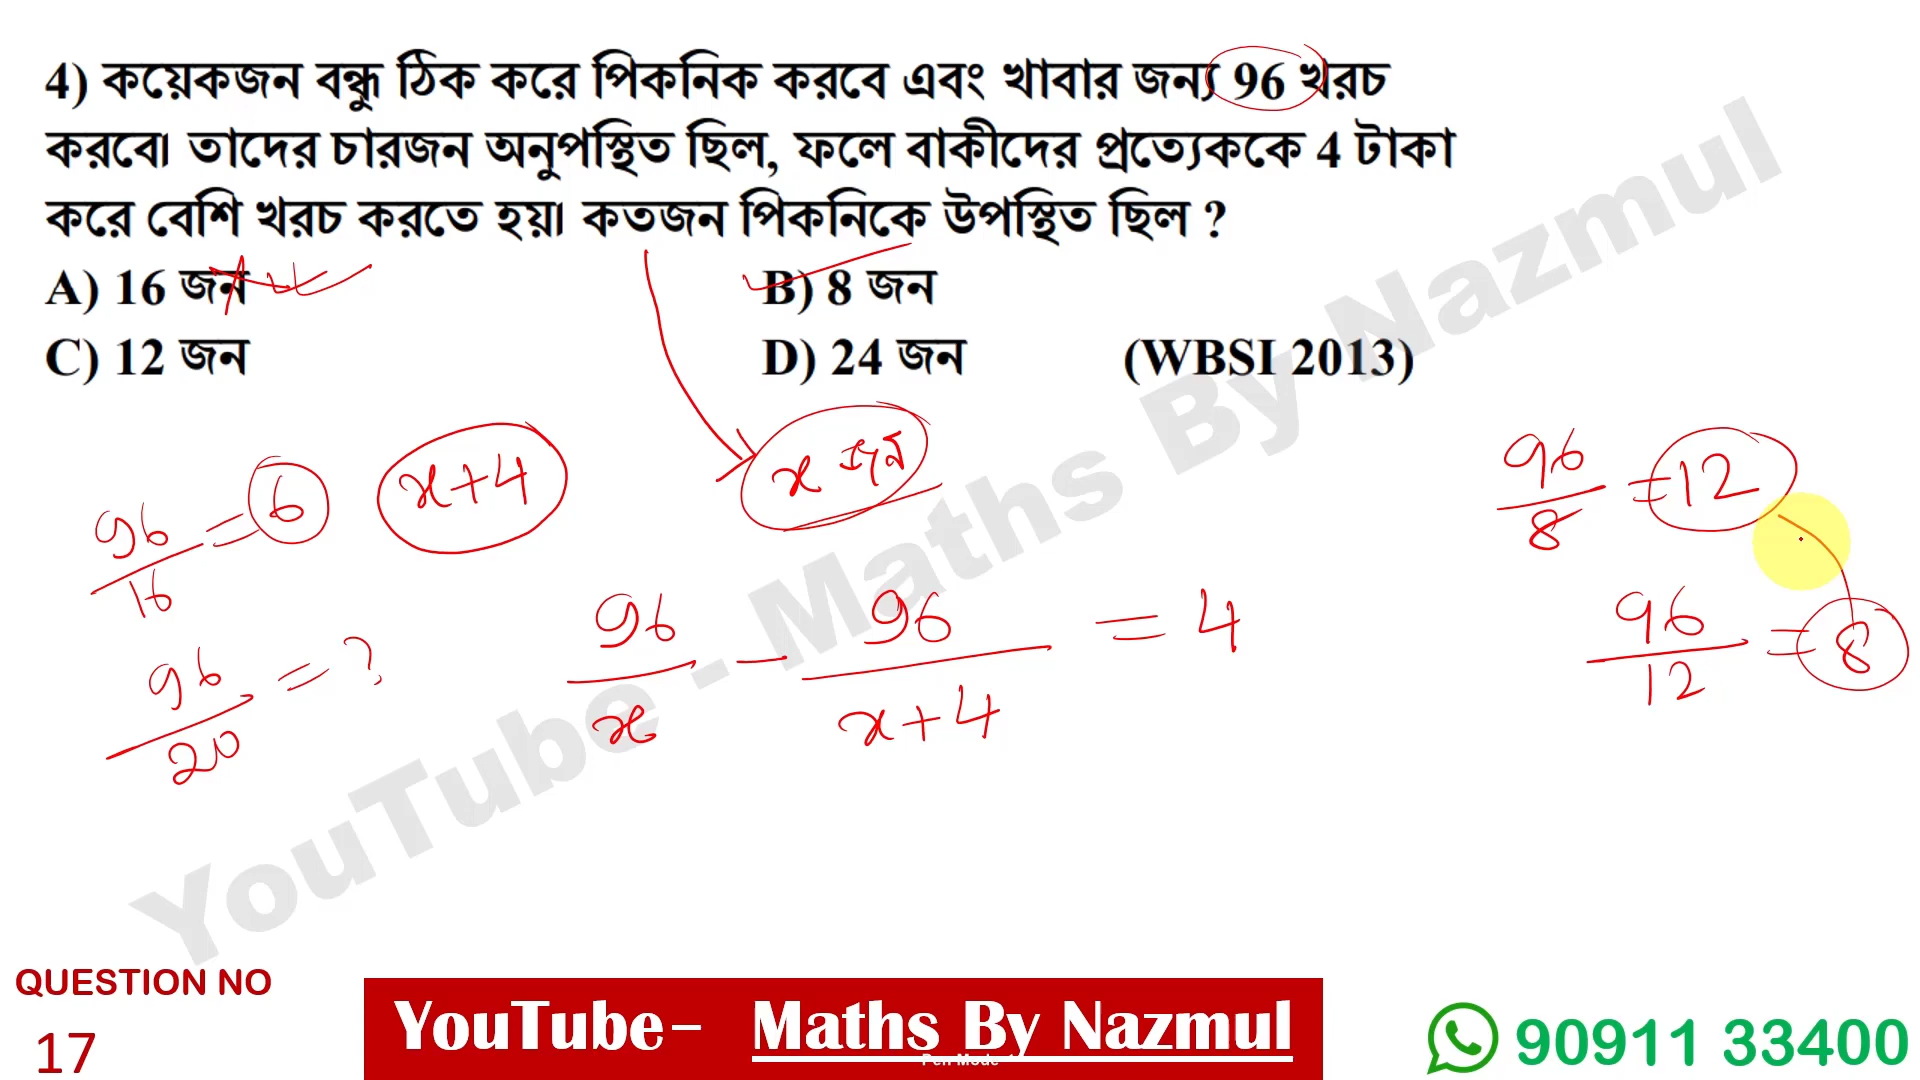 4) কয়েকজন বন্ধু ঠিক করে পিকনিক করবে এবং খাবার জন্য 96 খরচ
করবে। তাদের চারজন অনুপস্থিত ছিল, ফলে বাকীদের প্রত্যেককে 4 টাকা
করে বেশি খরচ করতে হয়। কতজন পিকনিকে উপস্থিত ছিল ?
A) 16 জন B) 8 জন
C) 12 জন D) 24 জন (WBSI 2013)
96/16 = 6
x+4
x জন
96/8 = 12
96/20 = ?
96/x - 96/x+4 = 4
96/12 = 8
YouTube - Maths By Nazmul
QUESTION NO
17
YouTube- Maths By Nazmul
90911 33400